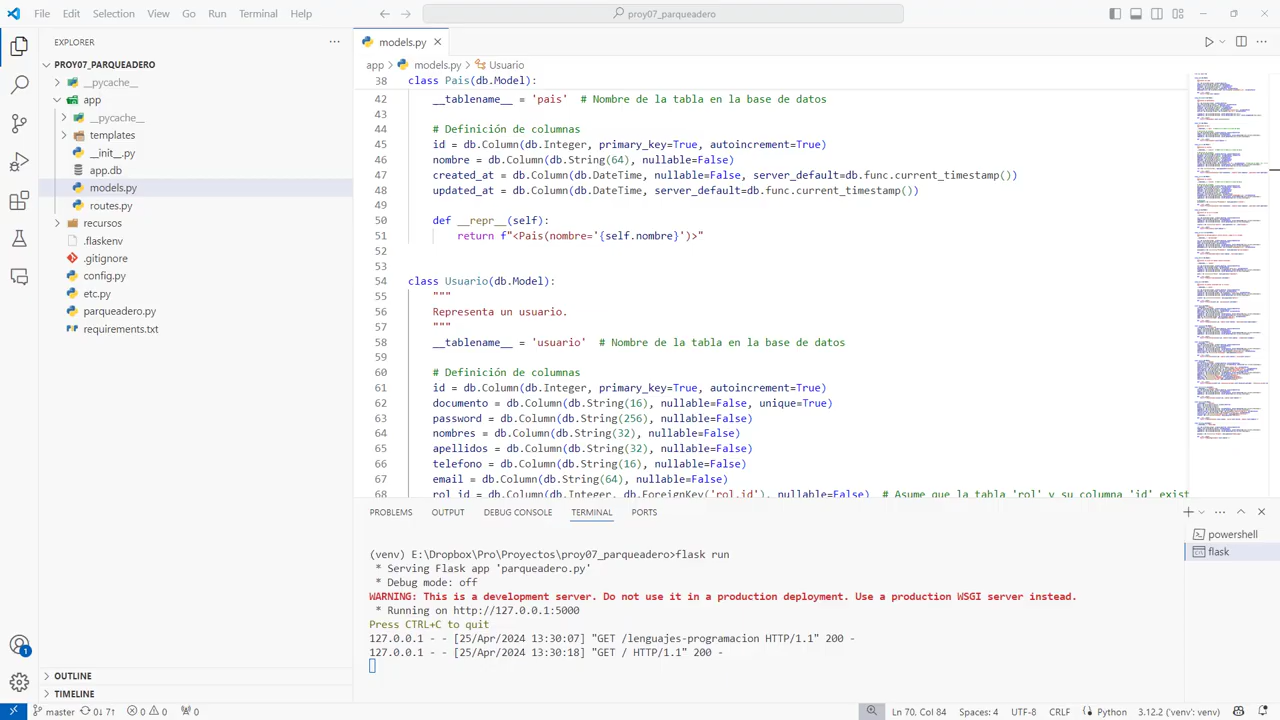 File Edit Selection View Go Run Terminal Help
proy07_parqueadero
EXPLORER
PROY07_PARQUEADERO
__pycache__
app
__pycache__
templates
__init__.py
app.db
models.py
routes.py
recursos
.flaskenv
.gitignore
config.py
etc.py
parqueadero.py
requirements.txt
OUTLINE
TIMELINE
models.py
app > models.py > Usuario
38 class Pais(db.Model):
42 __tablename__ = 'pais' # Nombre de la tabla en la base de datos
43
44 # Definición de columnas
45 id = db.Column(db.Integer, primary_key=True, autoincrement=True)
46 nombre = db.Column(db.String(64), nullable=False)
47 created_at = db.Column(db.DateTime, nullable=False, server_default=db.func.current_timestamp())
48 updated_at = db.Column(db.DateTime, server_default=db.func.current_timestamp())
49
50 def __repr__(self):
51 return f"<Pais(nombre='{self.nombre}')>"
54 class Usuario(db.Model):
55 """
56 Representa un usuario.
57 """
58 __tablename__ = 'usuario' # Nombre de la tabla en la base de datos
59
60 # Definición de columnas
61 id = db.Column(db.Integer, primary_key=True, autoincrement=True)
62 documento = db.Column(db.String(16), nullable=False, unique=True)
63 nullable=False)
64 nombres = db.Column(db.String(32), nullable=False)
65 apellidos = db.Column(db.String(32), nullable=False)
66 telefono = db.Column(db.String(16), nullable=False)
67 email = db.Column(db.String(64), nullable=False)
68 rol_id = db.Column(db.Integer, db.ForeignKey('rol.id'), nullable=False) # Asume que la tabla 'rol' y su columna 'id' exist
PROBLEMS OUTPUT DEBUG CONSOLE TERMINAL PORTS
powershell
flask
(venv) E:\Dropbox\Pro\Proyectos\proy07_parqueadero>flask run
* Serving Flask app 'parqueadero.py'
* Debug mode: off
WARNING: This is a development server. Do not use it in a production deployment. Use a production WSGI server instead.
* Running on http://127.0.0.1:5000
Press CTRL+C to quit
127.0.0.1 - - [25/Apr/2024 13:30:07] "GET /lenguajes-programacion HTTP/1.1" 200 -
127.0.0.1 - - [25/Apr/2024 13:30:18] "GET / HTTP/1.1" 200 -
1
master 0↓ 7↑ 0 0 0 Ln 70, Col 84 Spaces: 4 UTF-8 CRLF Python 3.12.2 ('venv': venv)